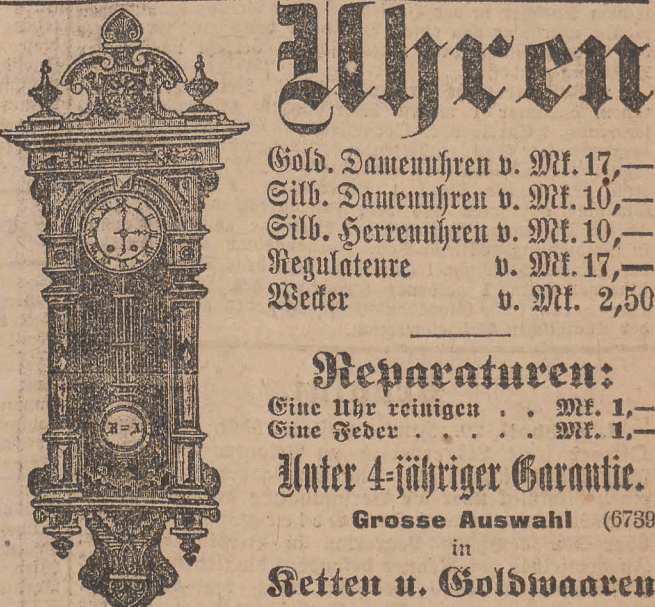 Uhren
Gold. Damenuhren v. Mk. 17,—
Silb. Damenuhren v. Mk. 10,—
Silb. Herrenuhren v. Mk. 10,—
Regulateure v. Mk. 17,—
Wecker v. Mk. 2,50
Reparaturen:
Eine Uhr reinigen . . Mk. 1,—
Eine Feder . . . . . Mk. 1,—
Unter 4-jähriger Garantie.
Grosse Auswahl (6739
in
Ketten u. Goldwaaren